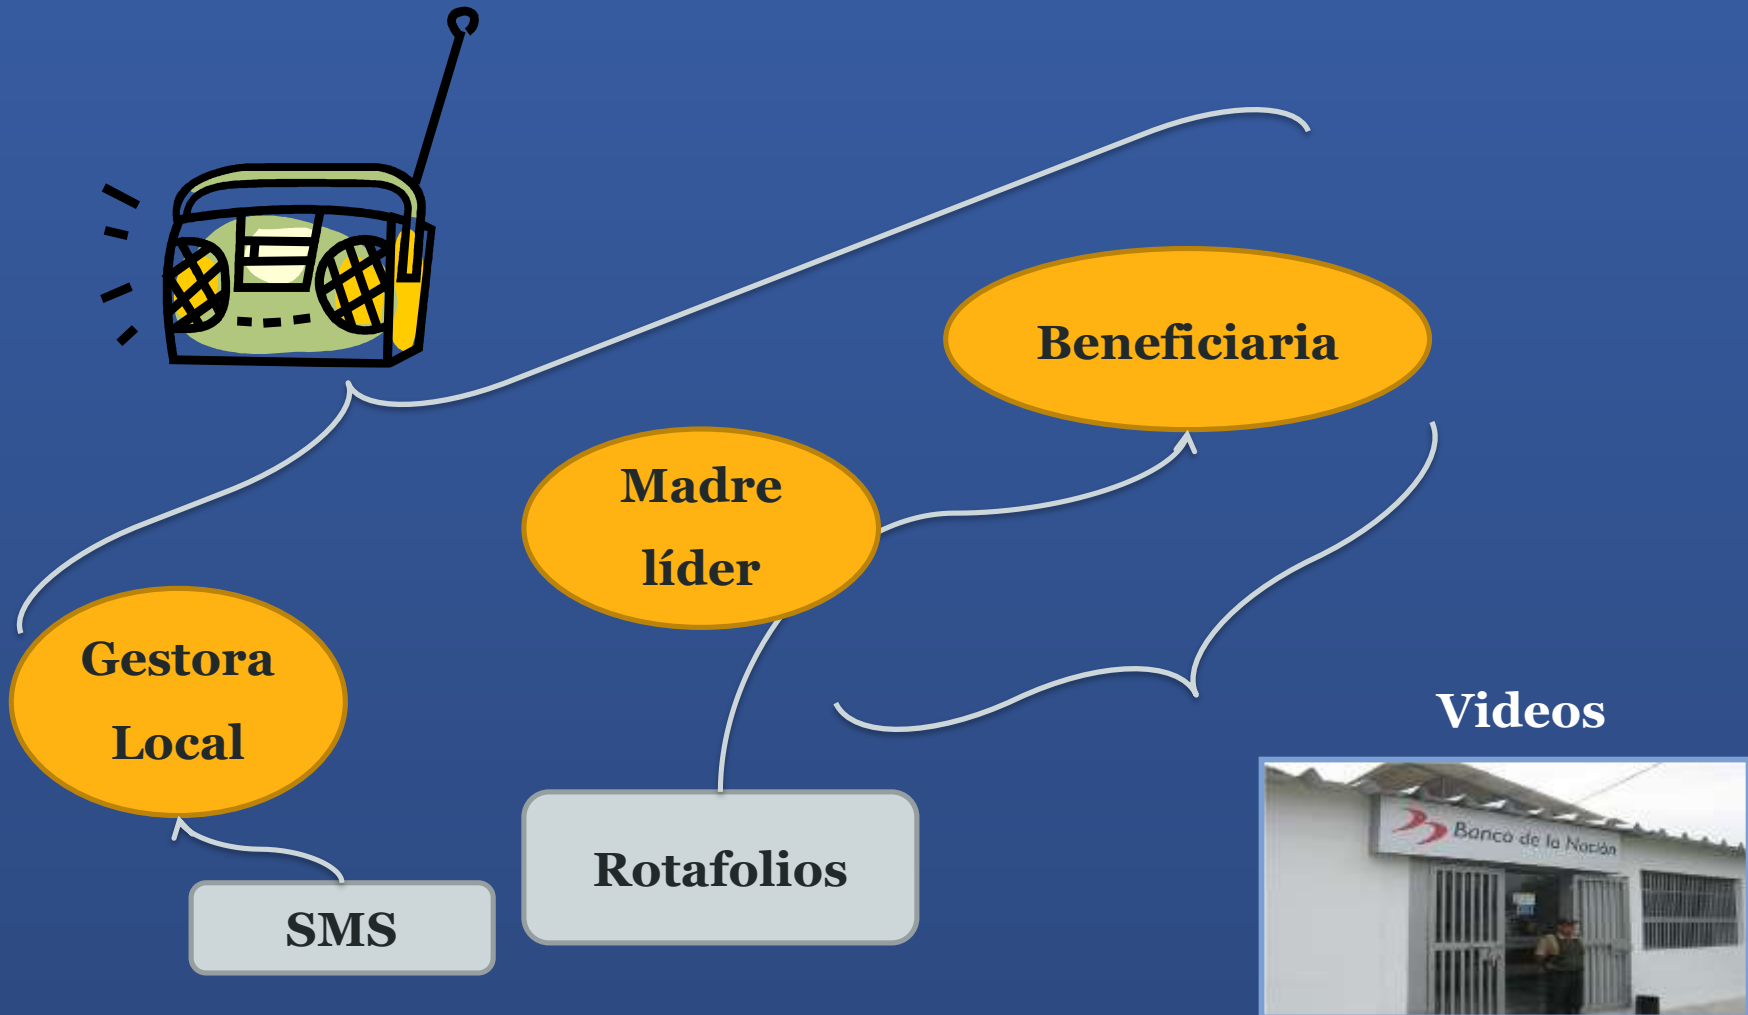 Beneficiaria
Madre
líder
Gestora
Local
Videos
Rotafolios
SMS
Banco de la Nación